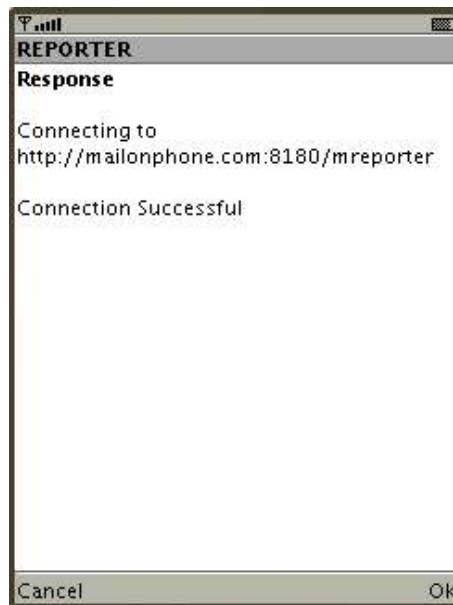 REPORTER
Response
Connecting to
http://mailonphone.com:8180/mreporter
Connection Successful
Cancel
Ok